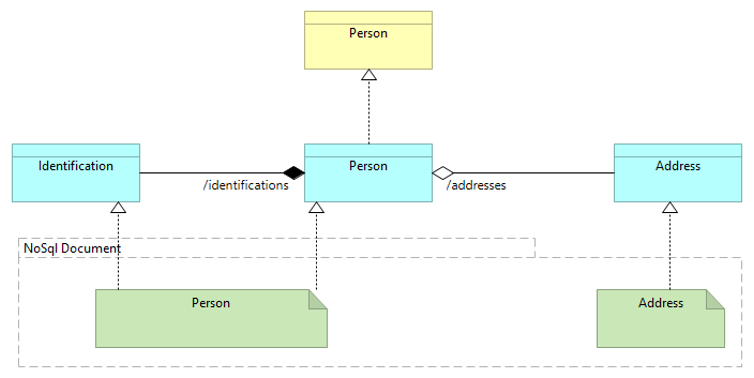 Person
Identification
Person
Address
/identifications
/addresses
NoSql Document
Person
Address